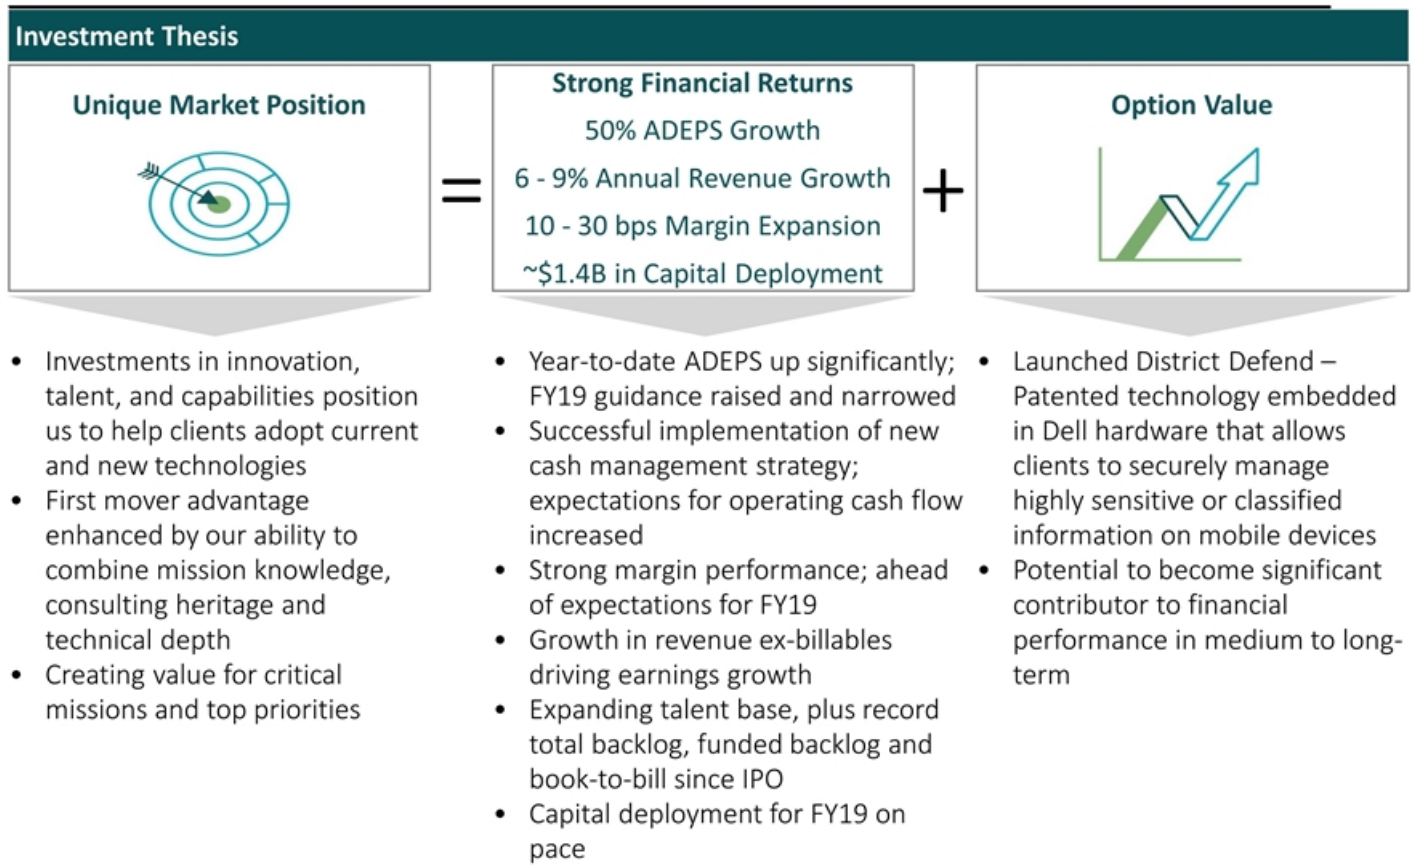 Investment Thesis
Unique Market Position
=
Strong Financial Returns
50% ADEPS Growth
6 - 9% Annual Revenue Growth
10 - 30 bps Margin Expansion
~$1.4B in Capital Deployment
+
Option Value
• Investments in innovation,
talent, and capabilities position
us to help clients adopt current
and new technologies
• First mover advantage
enhanced by our ability to
combine mission knowledge,
consulting heritage and
technical depth
• Creating value for critical
missions and top priorities
• Year-to-date ADEPS up significantly;
FY19 guidance raised and narrowed
• Successful implementation of new
cash management strategy;
expectations for operating cash flow
increased
• Strong margin performance; ahead
of expectations for FY19
• Growth in revenue ex-billables
driving earnings growth
• Expanding talent base, plus record
total backlog, funded backlog and
book-to-bill since IPO
• Capital deployment for FY19 on
pace
• Launched District Defend –
Patented technology embedded
in Dell hardware that allows
clients to securely manage
highly sensitive or classified
information on mobile devices
• Potential to become significant
contributor to financial
performance in medium to long-
term